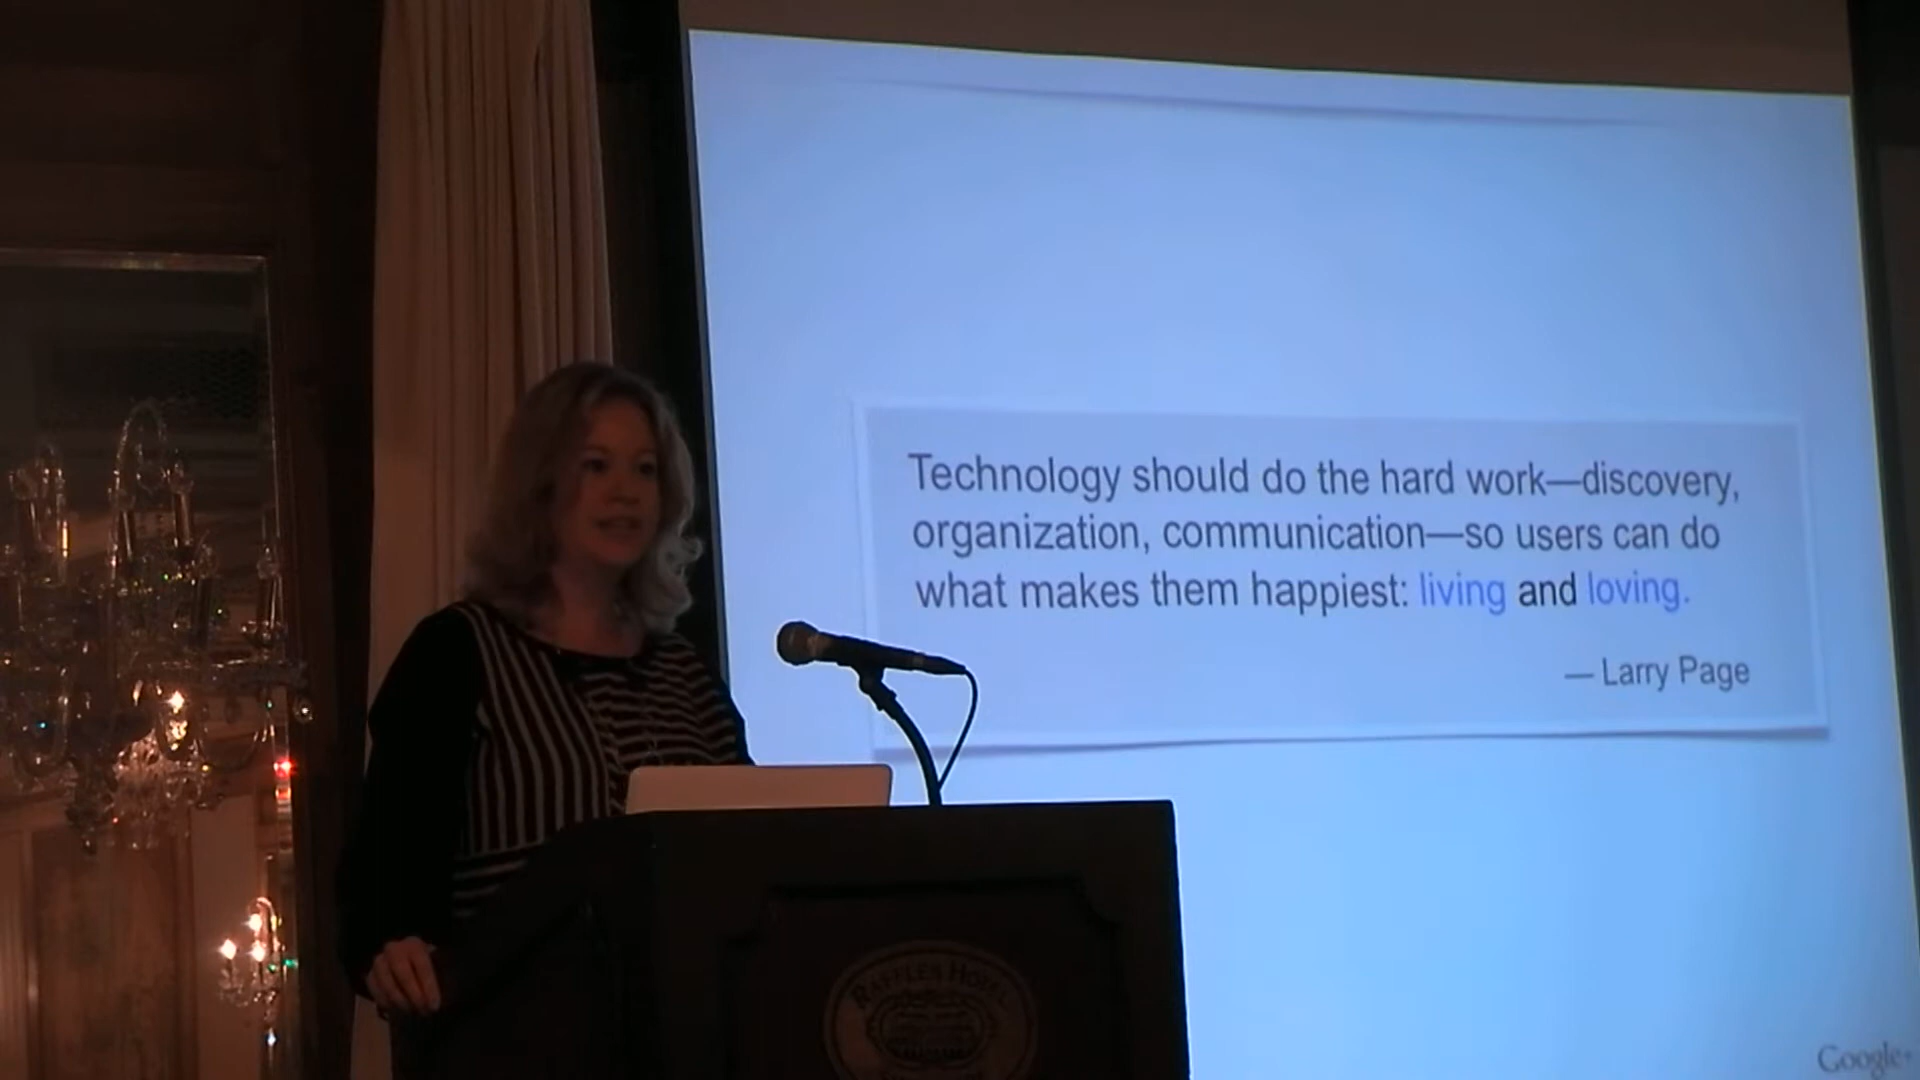 Technology should do the hard work—discovery,
organization, communication—so users can do
what makes them happiest: living and loving.
— Larry Page
RAFFLES HOTEL
Google+